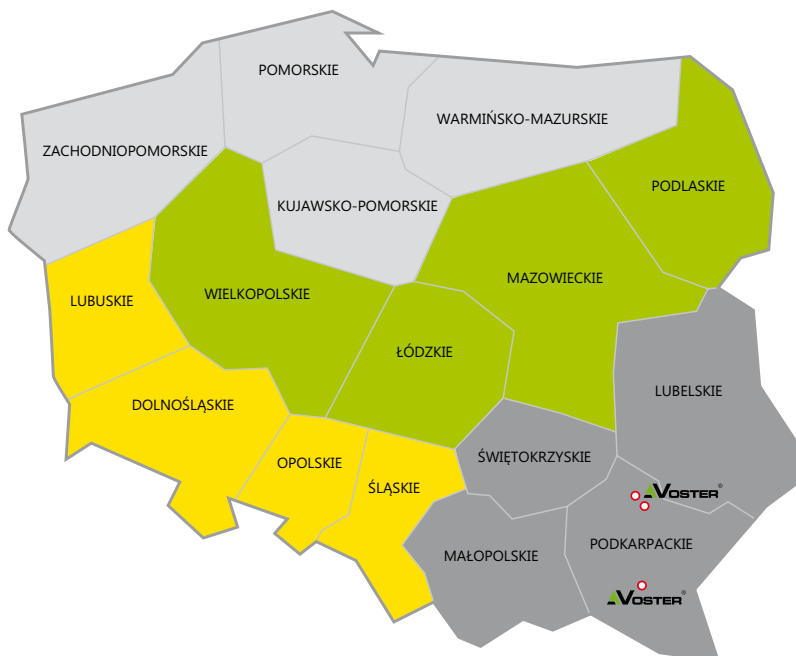 POMORSKIE
WARMIŃSKO-MAZURSKIE
ZACHODNIOPOMORSKIE
PODLASKIE
KUJAWSKO-POMORSKIE
MAZOWIECKIE
LUBUSKIE
WIELKOPOLSKIE
ŁÓDZKIE
LUBELSKIE
DOLNOŚLĄSKIE
ŚWIĘTOKRZYSKIE
OPOLSKIE
ŚLĄSKIE
VOSTER®
PODKARPACKIE
MAŁOPOLSKIE
VOSTER®